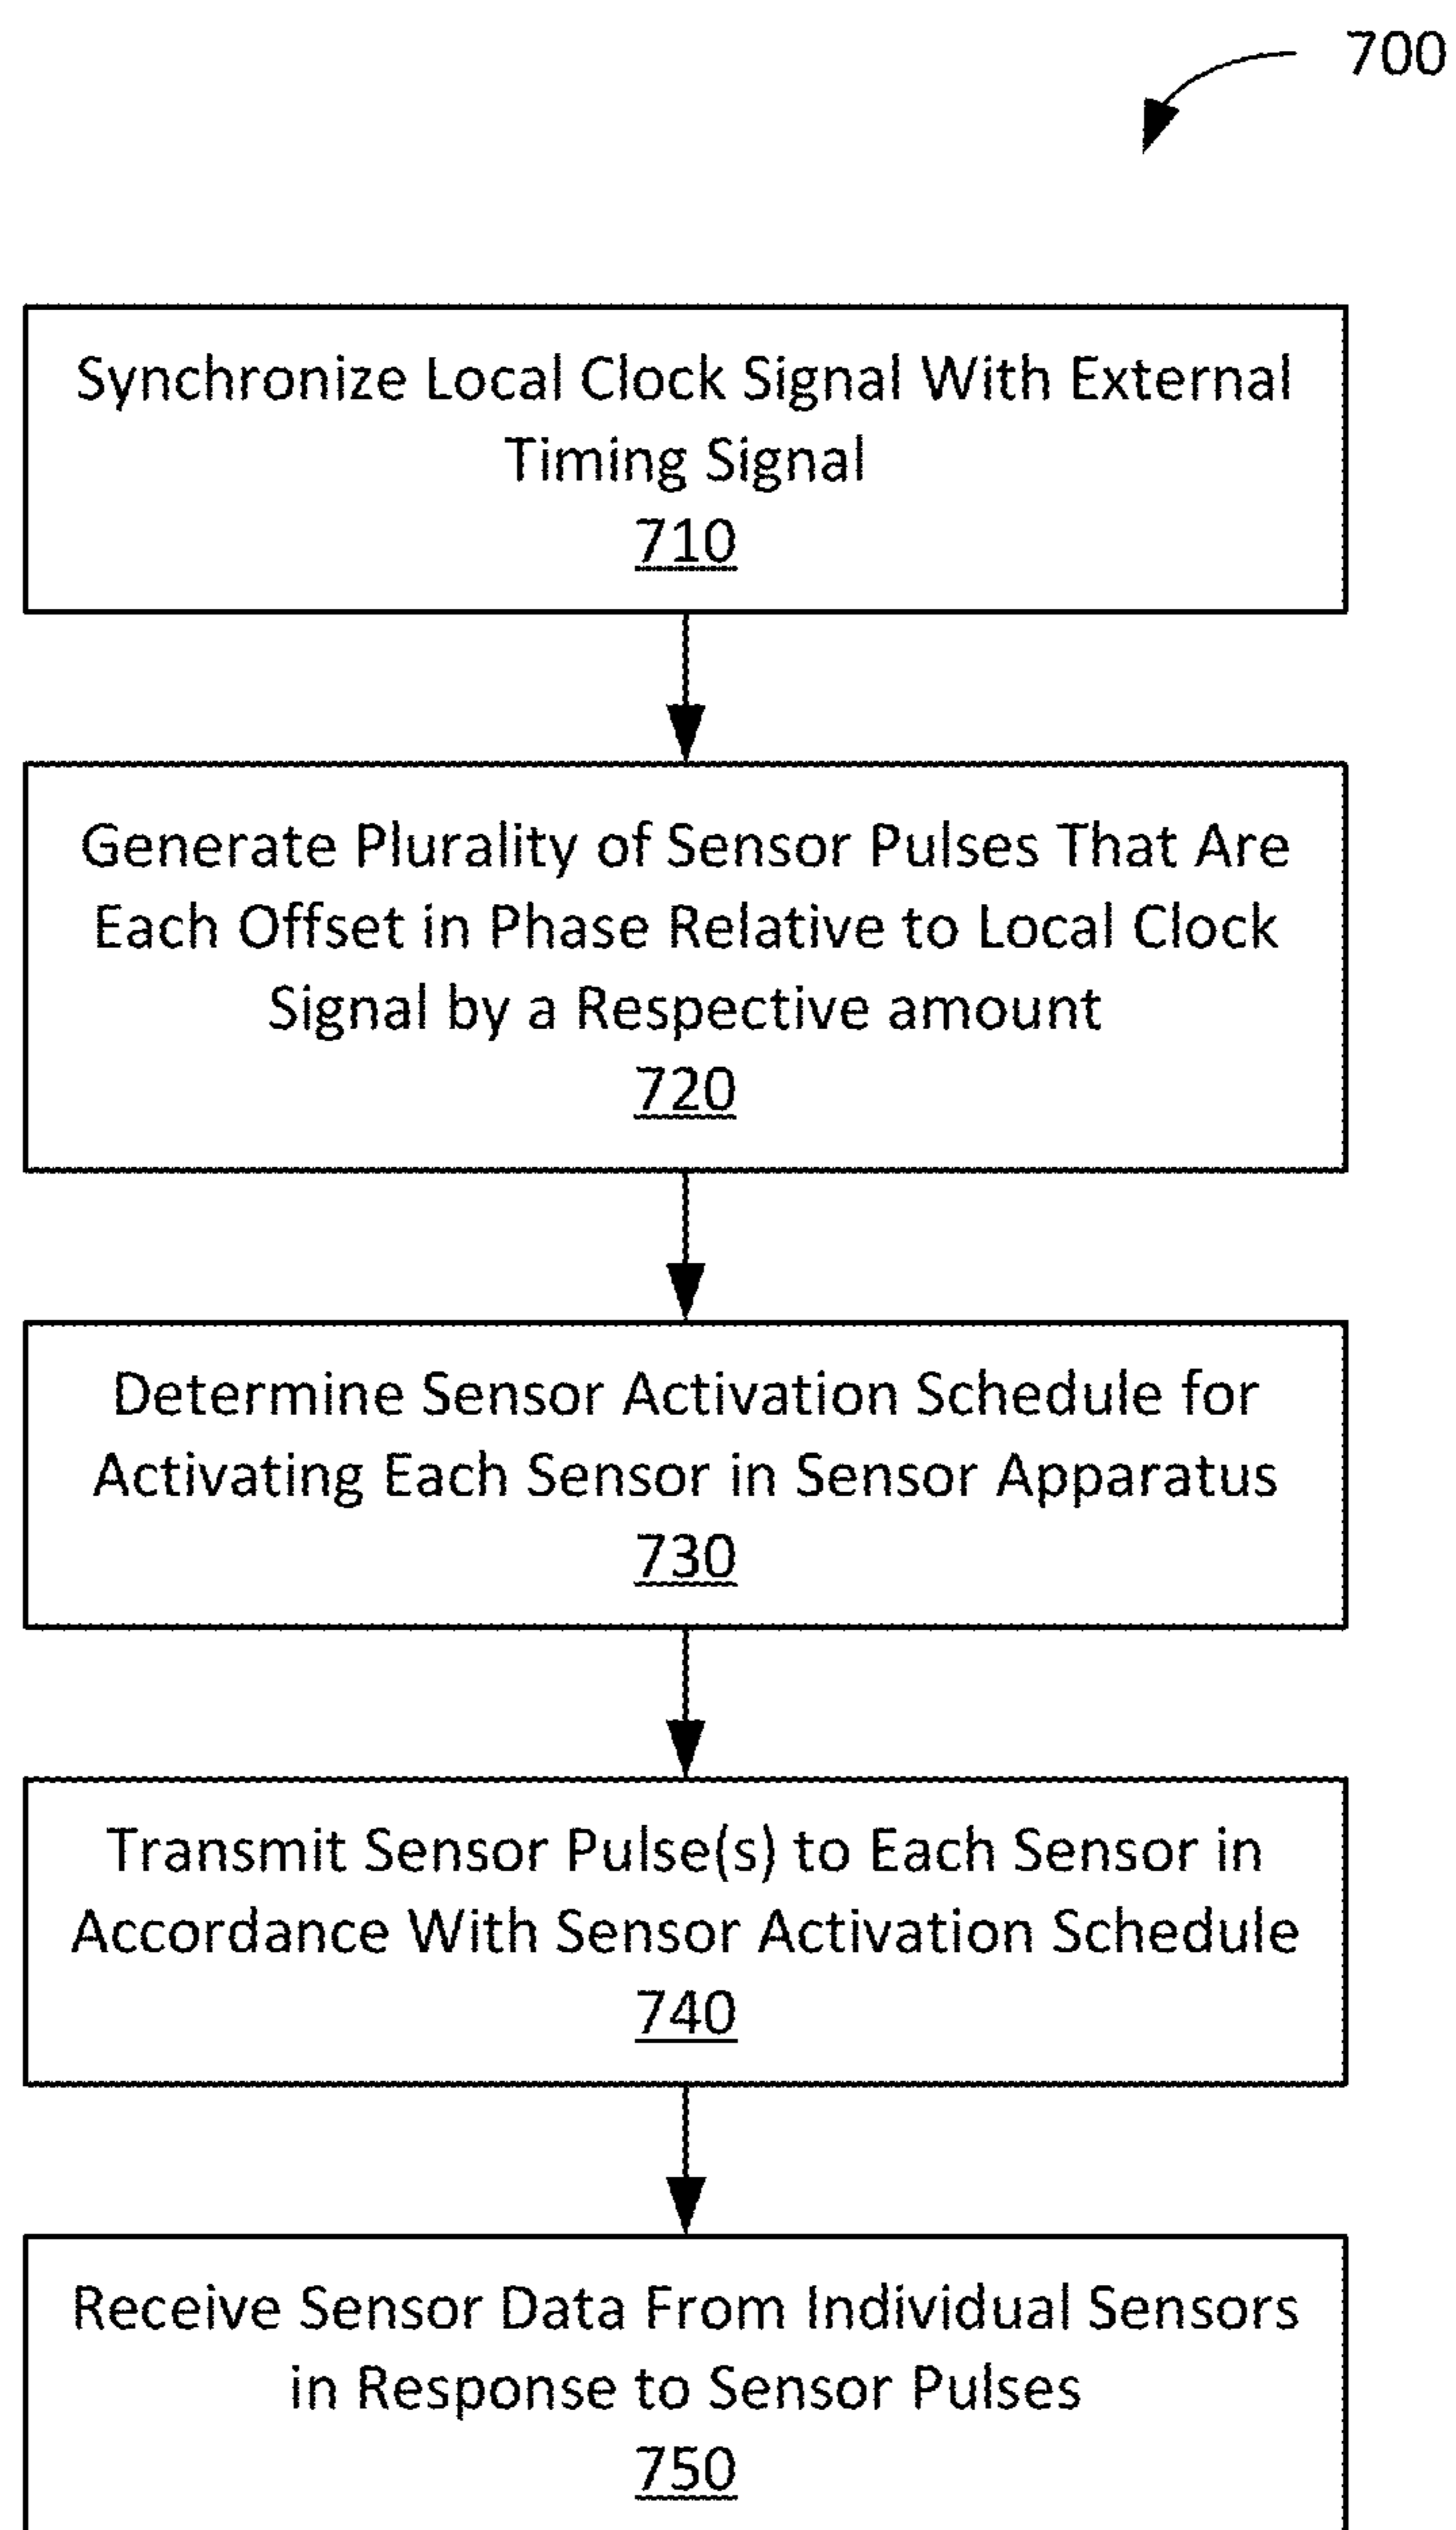 700
Synchronize Local Clock Signal With External
Timing Signal
710
Generate Plurality of Sensor Pulses That Are
Each Offset in Phase Relative to Local Clock
Signal by a Respective amount
720
Determine Sensor Activation Schedule for
Activating Each Sensor in Sensor Apparatus
730
Transmit Sensor Pulse(s) to Each Sensor in
Accordance With Sensor Activation Schedule
740
Receive Sensor Data From Individual Sensors
in Response to Sensor Pulses
750